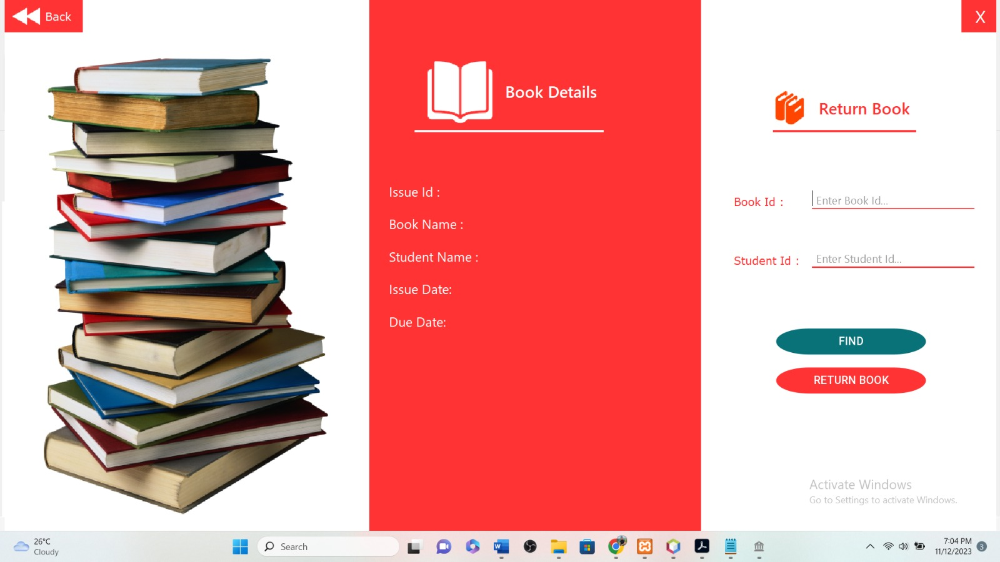 Back
X
Book Details
Issue Id :
Book Name :
Student Name :
Issue Date:
Due Date:
Return Book
Book Id :
Enter Book Id...
Student Id :
Enter Student Id...
FIND
RETURN BOOK
Activate Windows
Go to Settings to activate Windows.
26°C
Cloudy
Search
W
7:04 PM
11/12/2023
3